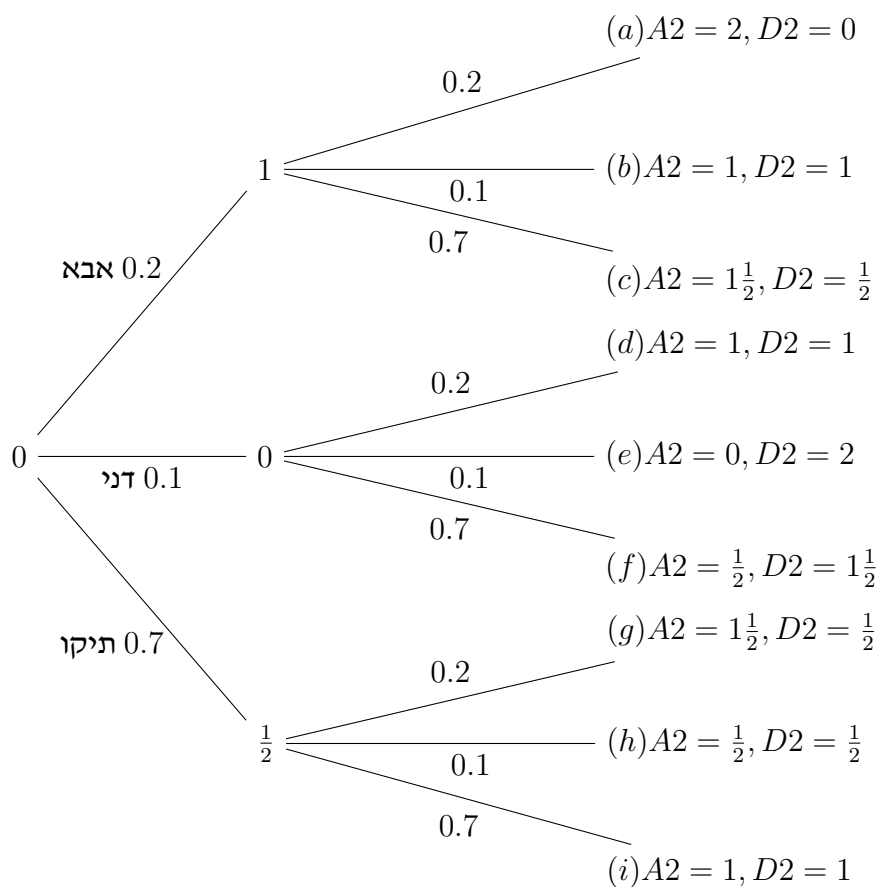 (a)A2 = 2, D2 = 0
0.2
1
(b)A2 = 1, D2 = 1
0.1
0.7
אבא 0.2
(c)A2 = 1½, D2 = ½
(d)A2 = 1, D2 = 1
0.2
0
דני 0.1
0
(e)A2 = 0, D2 = 2
0.1
0.7
(f)A2 = ½, D2 = 1½
(g)A2 = 1½, D2 = ½
תיקו 0.7
0.2
½
(h)A2 = ½, D2 = ½
0.1
0.7
(i)A2 = 1, D2 = 1